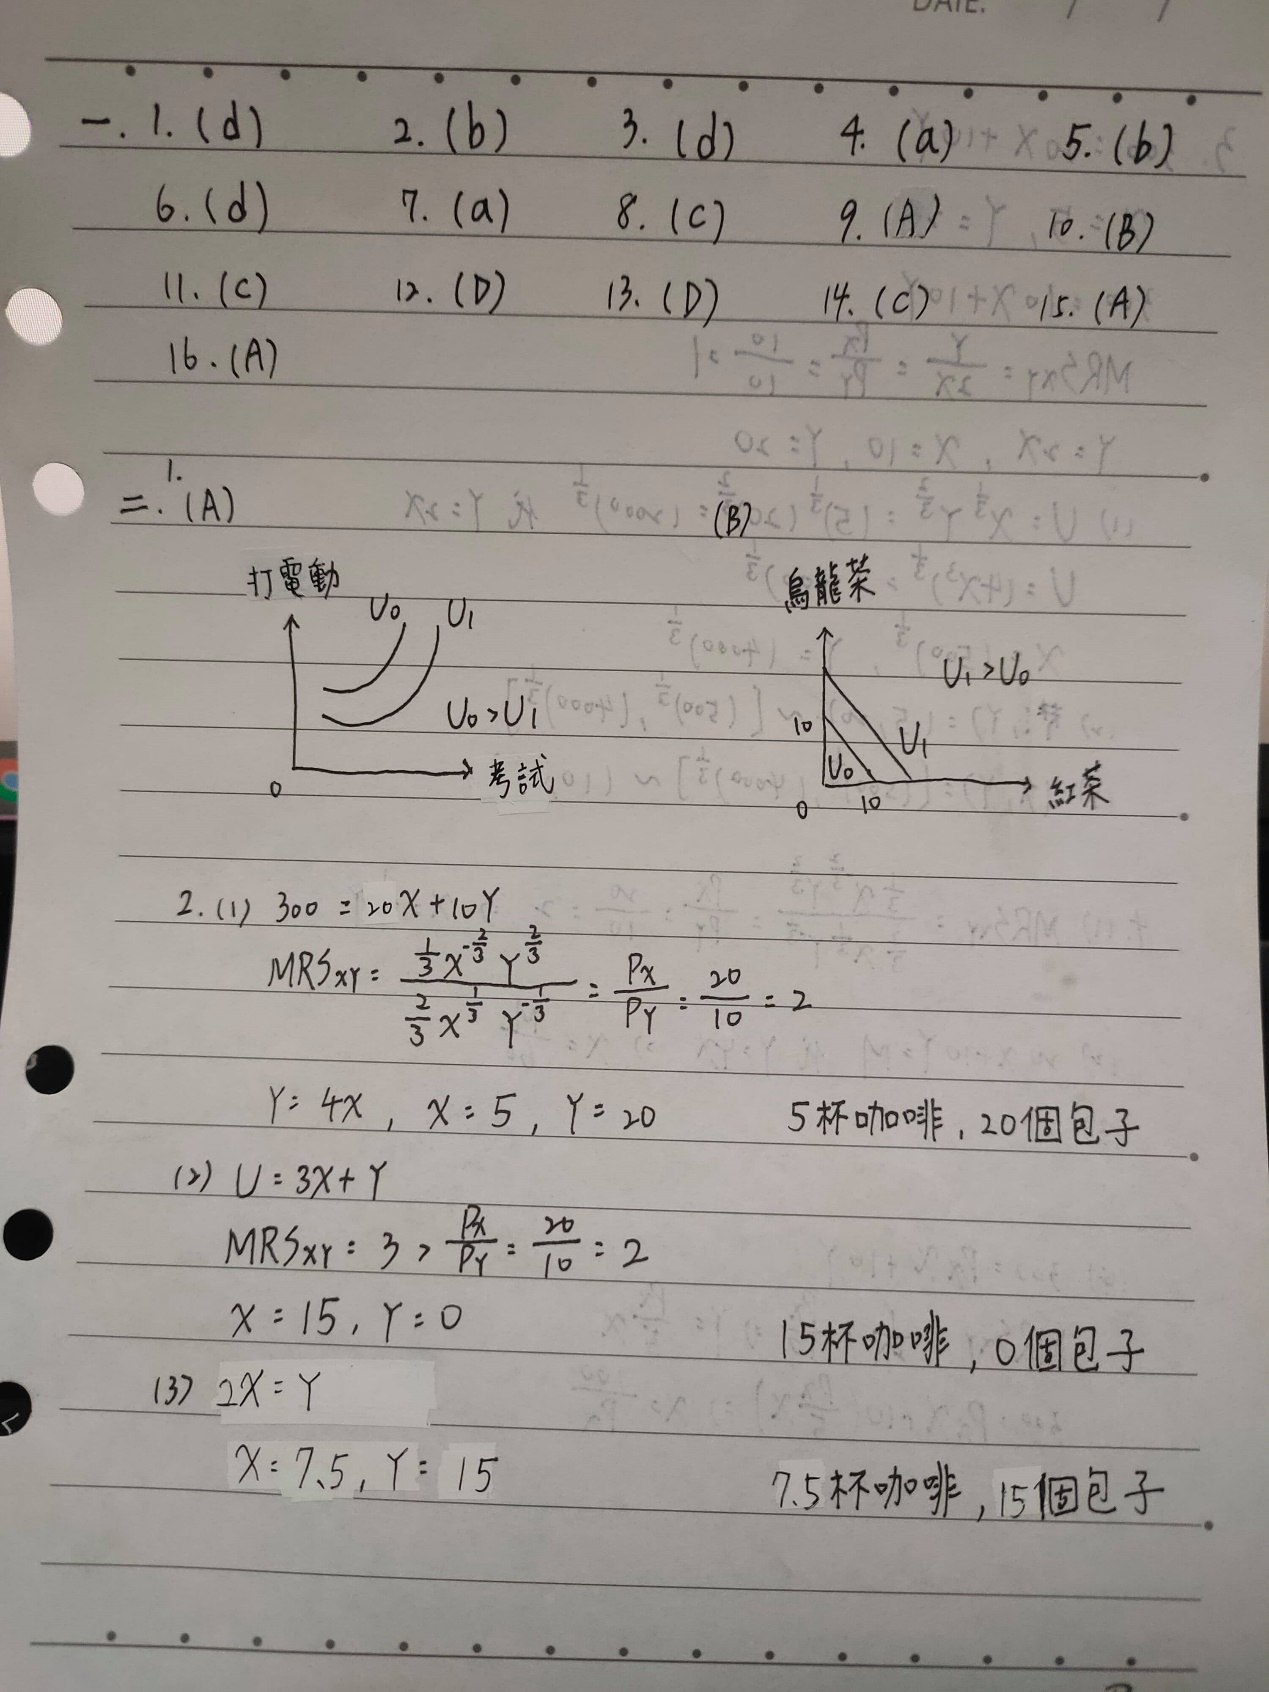 DATE: / /
一. 1. (d) 2. (b) 3. (d) 4. (a) 5. (b)
6. (d) 7. (a) 8. (c) 9. (A) 10. (B)
11. (c) 12. (D) 13. (D) 14. (c) 15. (A)
16. (A)
二. 1. (A) (B)
打電動 U₀ U₁ U₀>U₁ 0 考試
烏龍茶 U₁>U₀ 10 U₀ U₁ 0 10 紅茶
2. (1) 300 = 20X+10Y
MRSxY = (1/3 X^(-2/3) Y^(2/3)) / (2/3 X^(1/3) Y^(-1/3)) = Px/PY = 20/10 = 2
Y = 4X, X = 5, Y = 20 5杯咖啡, 20個包子
(2) U = 3X + Y
MRSxY = 3 > Px/PY = 20/10 = 2
X = 15, Y = 0 15杯咖啡, 0個包子
(3) 2X = Y
X = 7.5, Y = 15 7.5杯咖啡, 15個包子